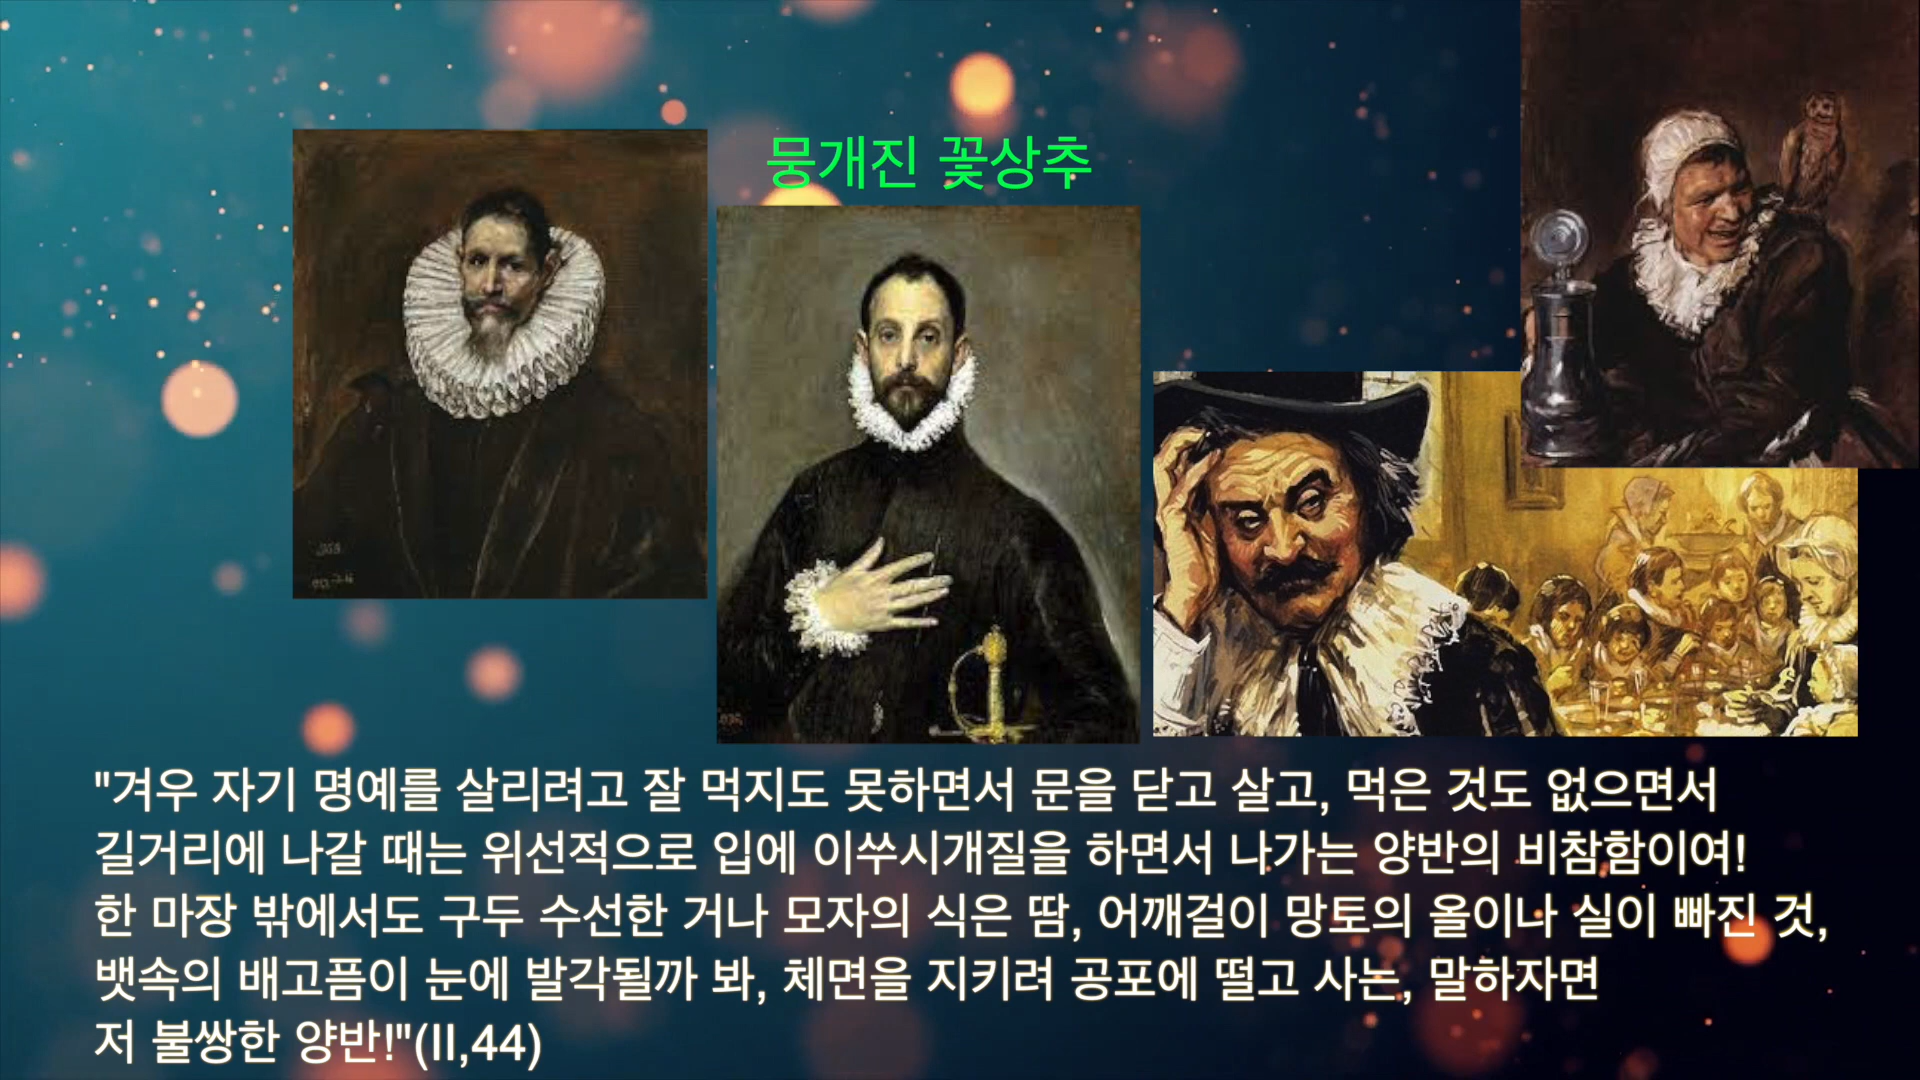 뭉개진 꽃상추
"겨우 자기 명예를 살리려고 잘 먹지도 못하면서 문을 닫고 살고, 먹은 것도 없으면서
길거리에 나갈 때는 위선적으로 입에 이쑤시개질을 하면서 나가는 양반의 비참함이여!
한 마장 밖에서도 구두 수선한 거나 모자의 식은 땀, 어깨걸이 망토의 올이나 실이 빠진 것,
뱃속의 배고픔이 눈에 발각될까 봐, 체면을 지키려 공포에 떨고 사는, 말하자면
저 불쌍한 양반!"(II,44)